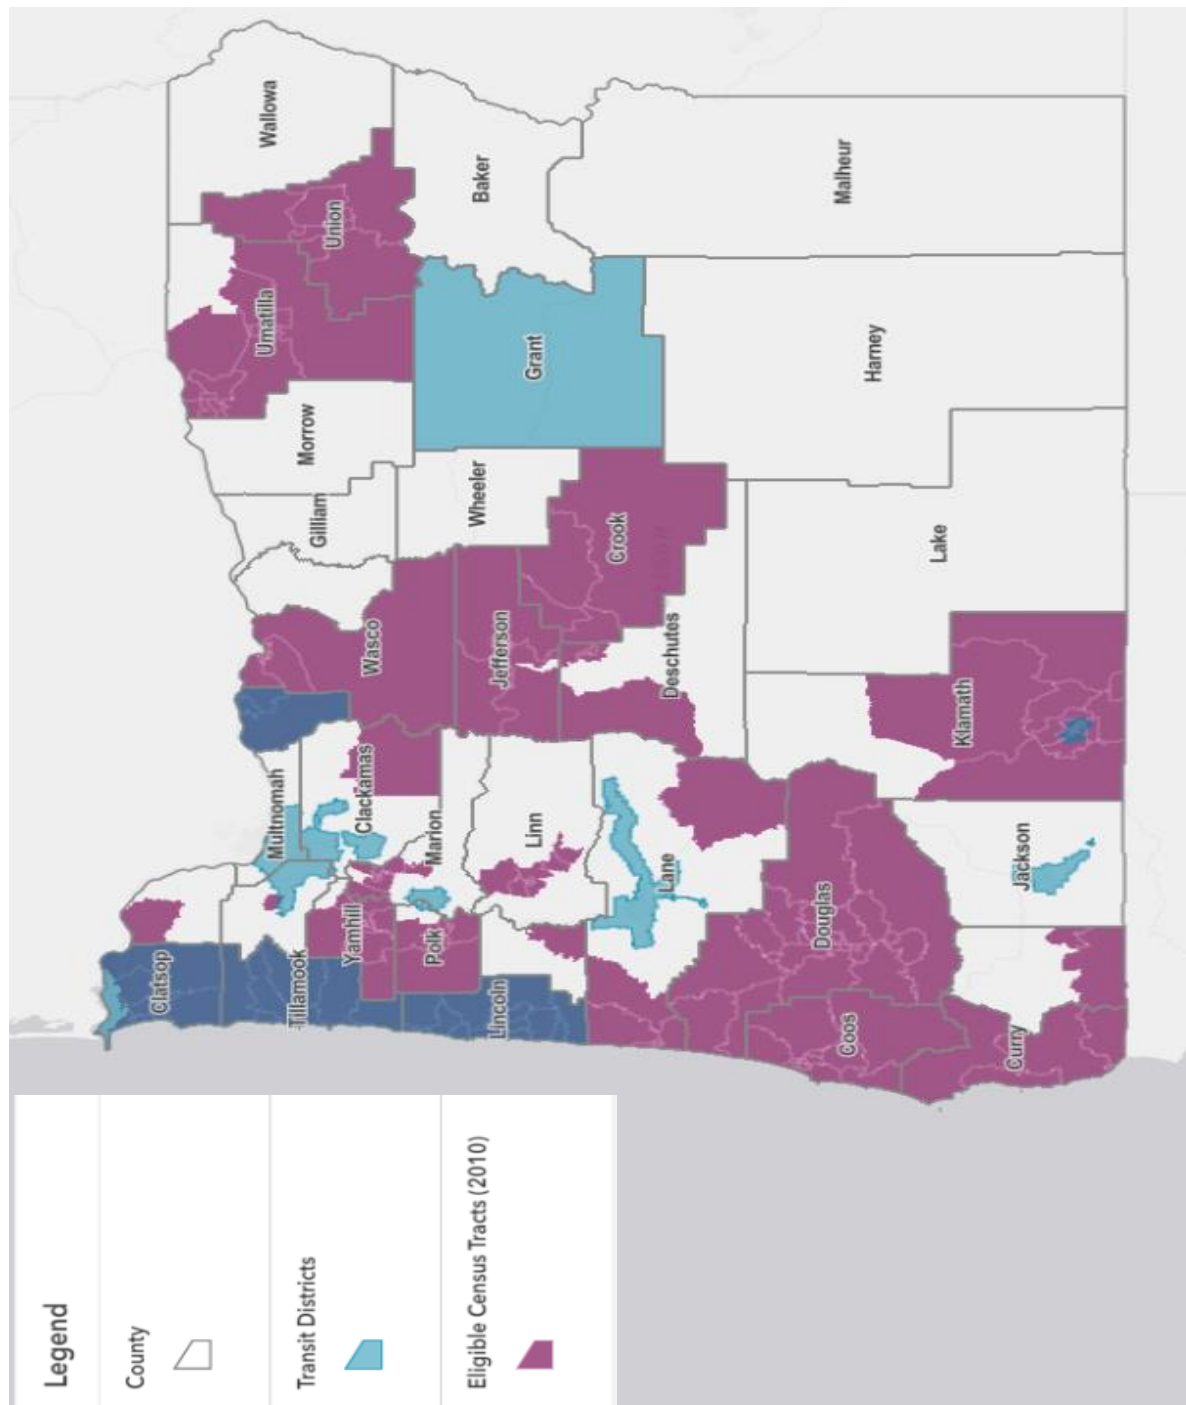 Legend
County
Transit Districts
Eligible Census Tracts (2010)
Clatsop
Tillamook
Lincoln
Yamhill
Polk
Multnomah
Clackamas
Marion
Linn
Lane
Wasco
Jefferson
Gilliam
Morrow
Wheeler
Umatilla
Union
Wallowa
Baker
Grant
Crook
Deschutes
Douglas
Coos
Curry
Jackson
Klamath
Lake
Harney
Malheur